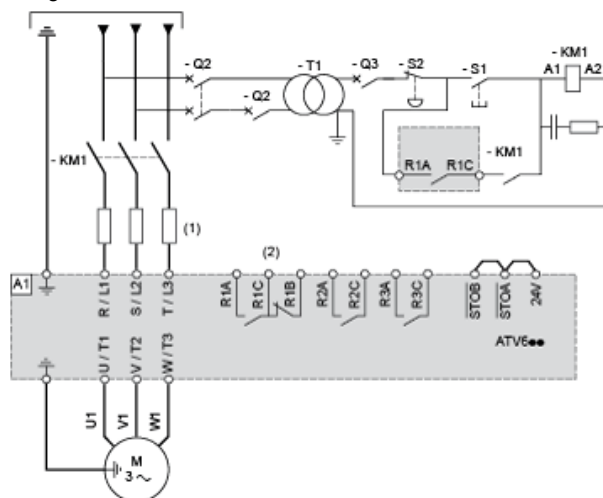 - Q2
- T1
- Q3
- S2
- S1
- KM1
A1
A2
- Q2
- KM1
R1A
R1C
- KM1
(1)
(2)
A1
R / L1
S / L2
T / L3
R1A
R1C
R1B
R2A
R2C
R3A
R3C
STOB
STOA
24V
ATV6●●
U / T1
V / T2
W / T3
U1
V1
W1
M
3 ~